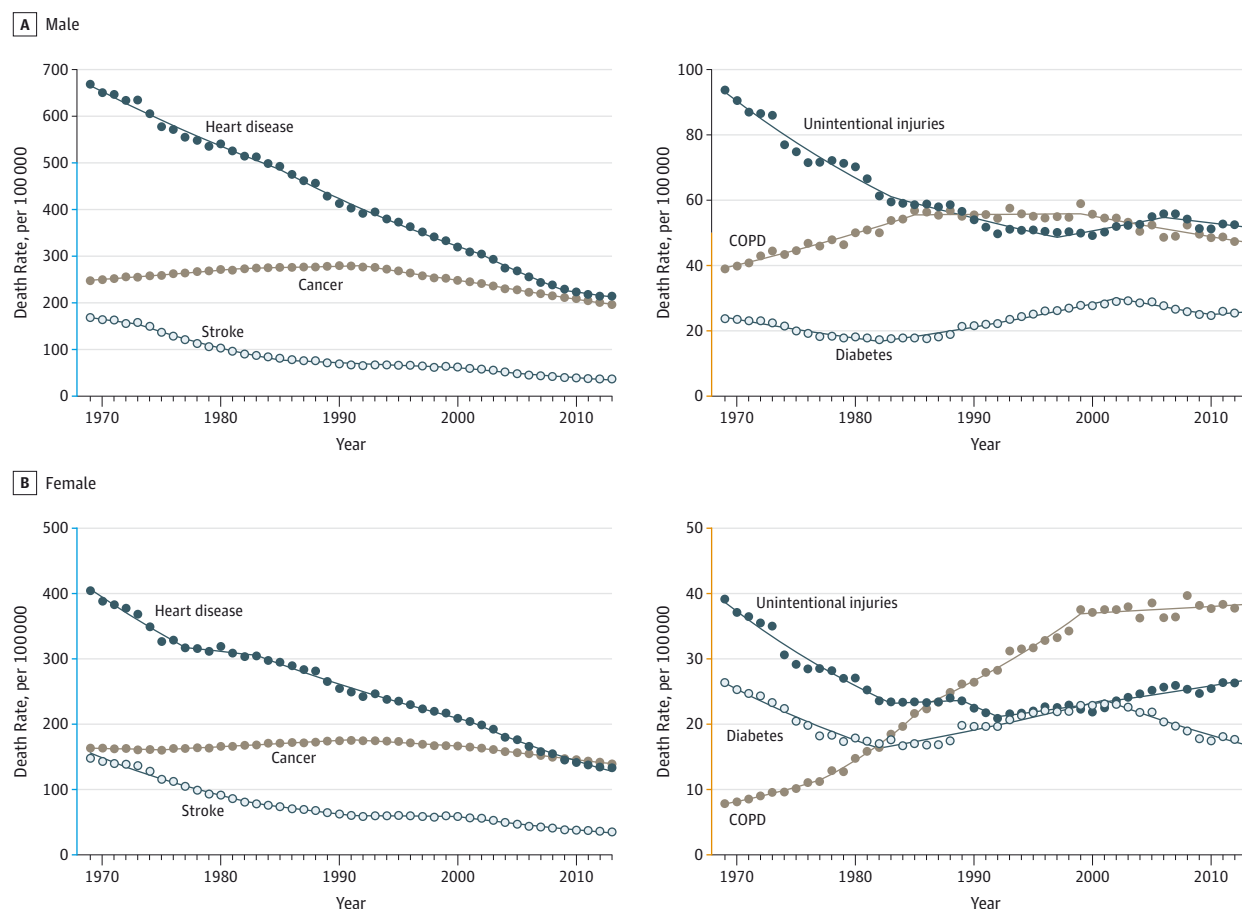 A Male
700
600
500
400
300
200
100
0
Death Rate, per 100 000
Heart disease
Cancer
Stroke
1970 1980 1990 2000 2010
Year
100
80
60
40
20
0
Death Rate, per 100 000
Unintentional injuries
COPD
Diabetes
1970 1980 1990 2000 2010
Year
B Female
500
400
300
200
100
0
Death Rate, per 100 000
Heart disease
Cancer
Stroke
1970 1980 1990 2000 2010
Year
50
40
30
20
10
0
Death Rate, per 100 000
Unintentional injuries
Diabetes
COPD
1970 1980 1990 2000 2010
Year